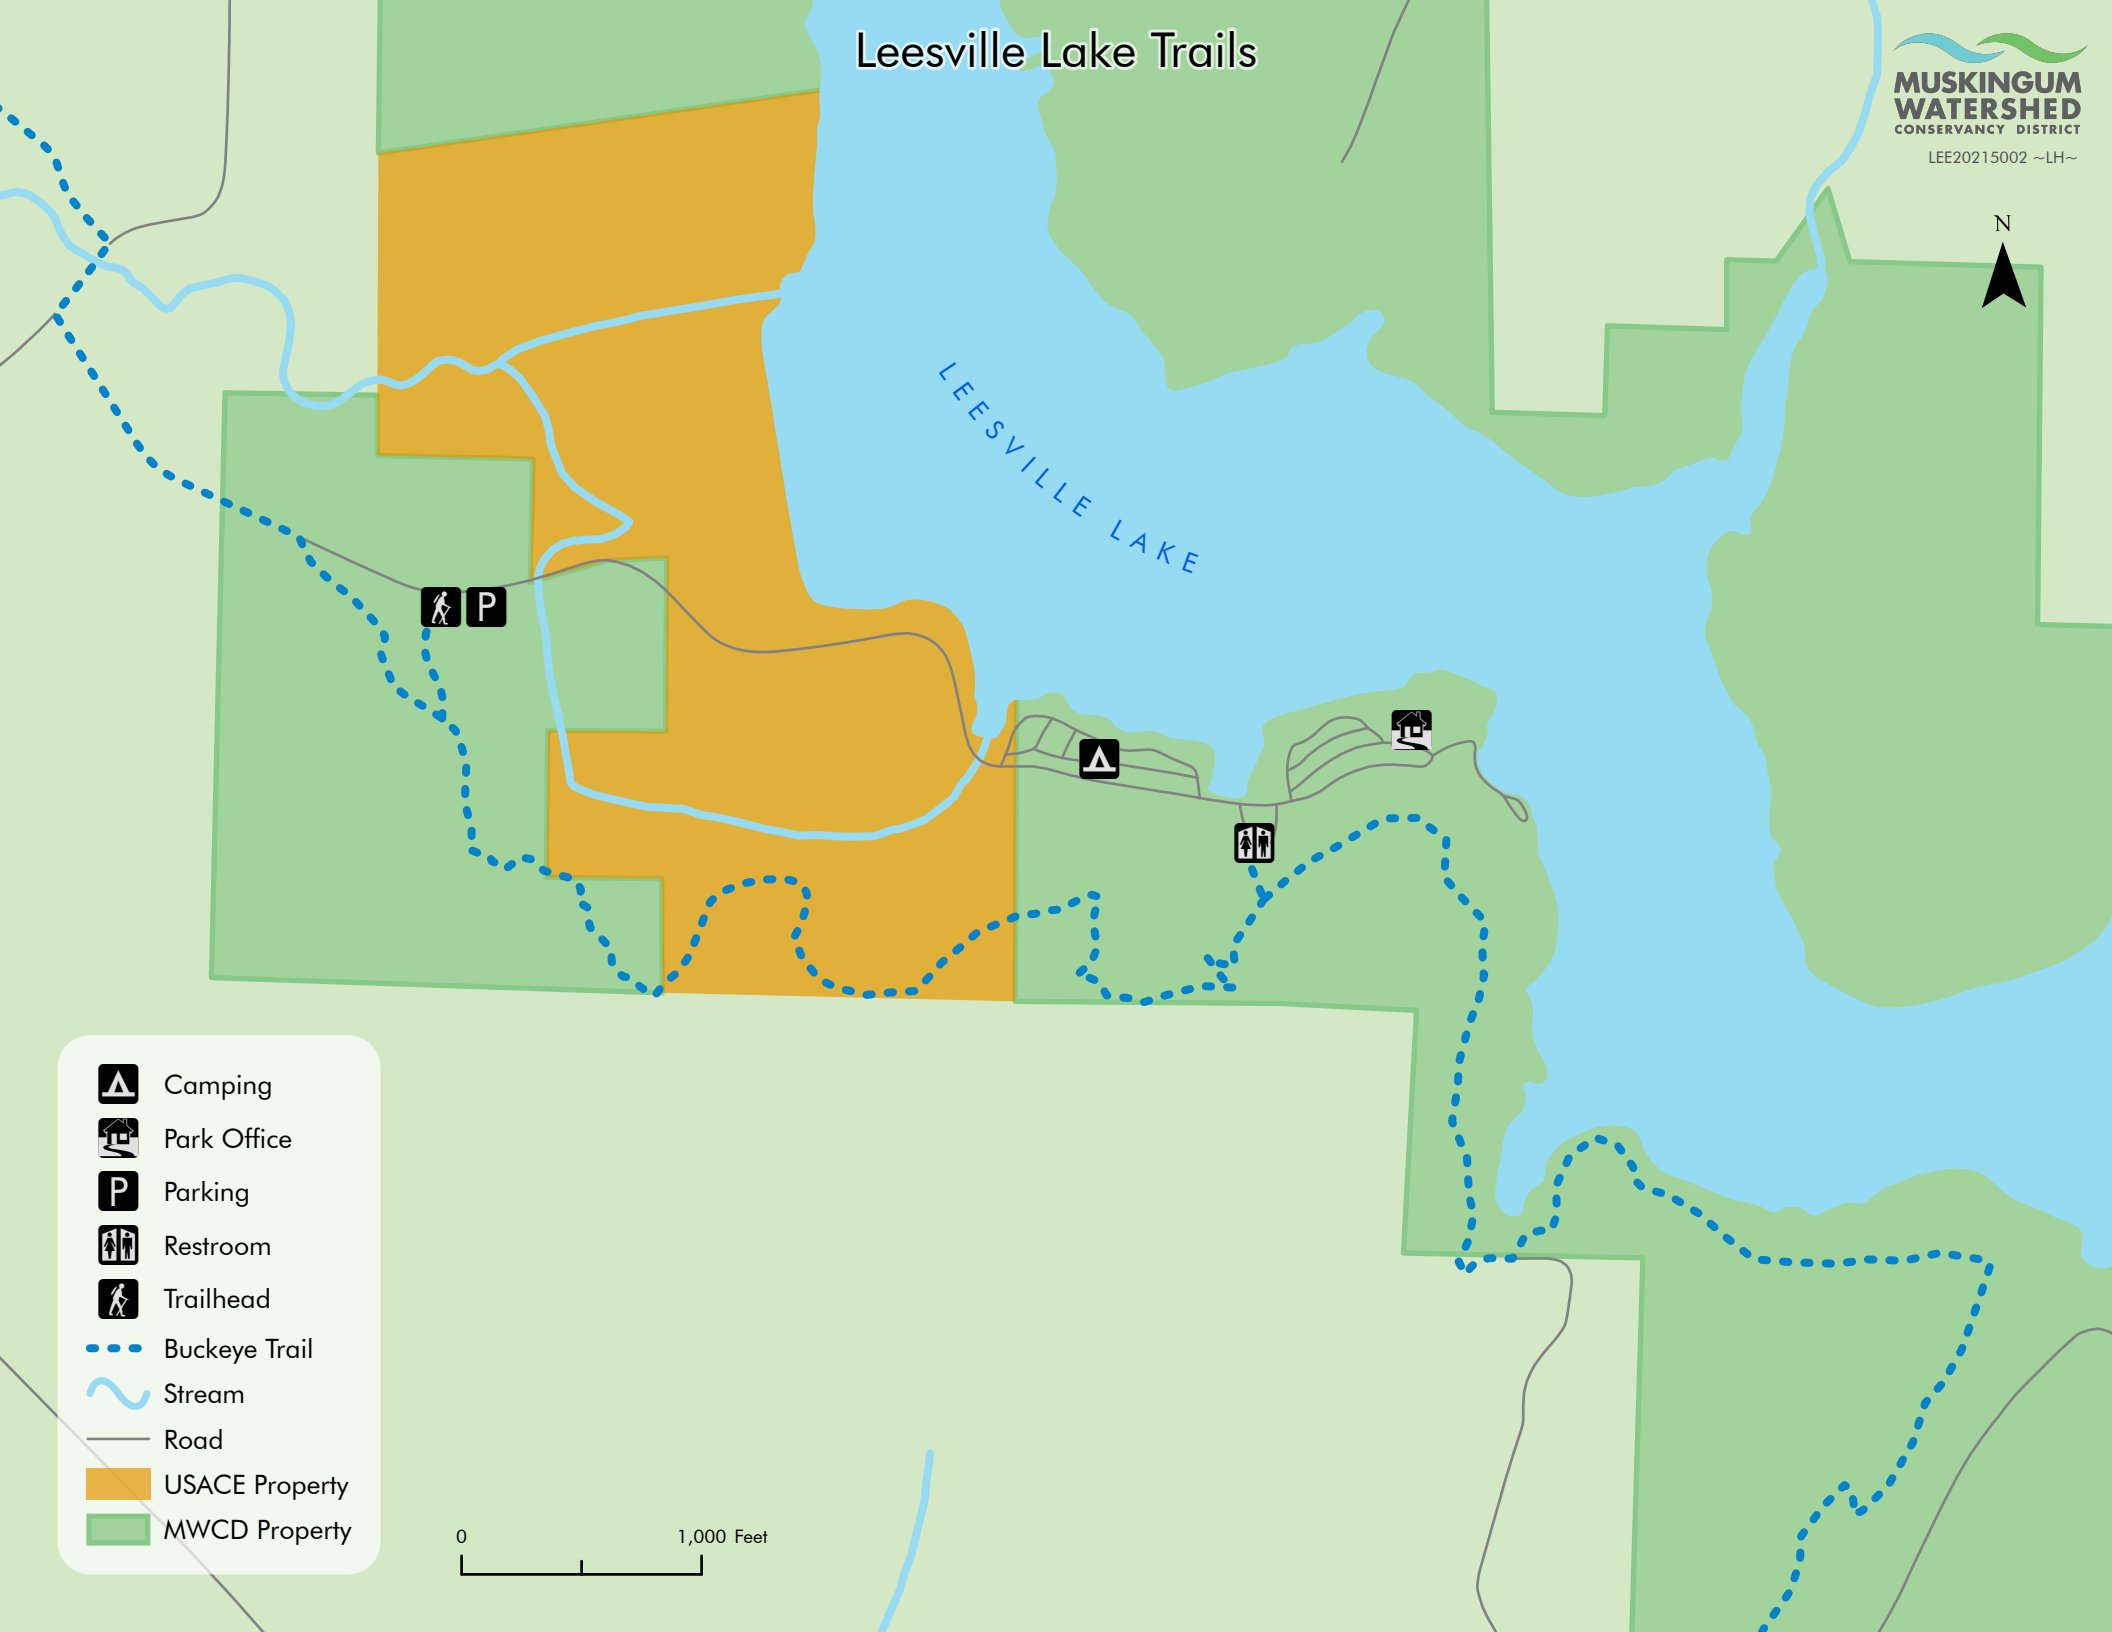 Leesville Lake Trails
MUSKINGUM
WATERSHED
CONSERVANCY DISTRICT
LEE20215002 ~LH~
N
LEESVILLE LAKE
P
Camping
Park Office
P Parking
Restroom
Trailhead
Buckeye Trail
Stream
Road
USACE Property
MWCD Property
0 1,000 Feet